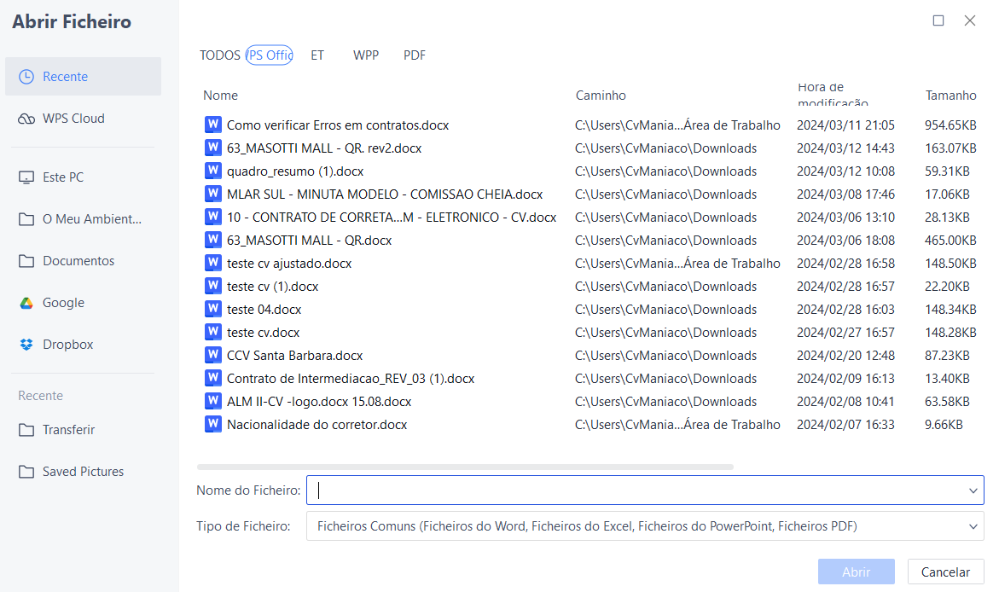 Abrir Ficheiro
Recente
WPS Cloud
Este PC
O Meu Ambient...
Documentos
Google
Dropbox
Recente
Transferir
Saved Pictures
TODOS PS Offic ET WPP PDF
Nome Caminho Hora de modificação Tamanho
W Como verificar Erros em contratos.docx C:\Users\CvMania...Área de Trabalho 2024/03/11 21:05 954.65KB
W 63_MASOTTI MALL - QR. rev2.docx C:\Users\CvManiaco\Downloads 2024/03/12 14:43 163.07KB
W quadro_resumo (1).docx C:\Users\CvManiaco\Downloads 2024/03/12 10:08 59.31KB
W MLAR SUL - MINUTA MODELO - COMISSAO CHEIA.docx C:\Users\CvManiaco\Downloads 2024/03/08 17:46 17.06KB
W 10 - CONTRATO DE CORRETA...M - ELETRONICO - CV.docx C:\Users\CvManiaco\Downloads 2024/03/06 13:10 28.13KB
W 63_MASOTTI MALL - QR.docx C:\Users\CvManiaco\Downloads 2024/03/06 18:08 465.00KB
W teste cv ajustado.docx C:\Users\CvMania...Área de Trabalho 2024/02/28 16:58 148.50KB
W teste cv (1).docx C:\Users\CvManiaco\Downloads 2024/02/28 16:57 22.20KB
W teste 04.docx C:\Users\CvManiaco\Downloads 2024/02/28 16:03 148.34KB
W teste cv.docx C:\Users\CvManiaco\Downloads 2024/02/27 16:57 148.28KB
W CCV Santa Barbara.docx C:\Users\CvManiaco\Downloads 2024/02/20 12:48 87.23KB
W Contrato de Intermediacao_REV_03 (1).docx C:\Users\CvManiaco\Downloads 2024/02/09 16:13 13.40KB
W ALM II-CV -logo.docx 15.08.docx C:\Users\CvManiaco\Downloads 2024/02/08 10:41 63.58KB
W Nacionalidade do corretor.docx C:\Users\CvMania...Área de Trabalho 2024/02/07 16:33 9.66KB
Nome do Ficheiro:
Tipo de Ficheiro: Ficheiros Comuns (Ficheiros do Word, Ficheiros do Excel, Ficheiros do PowerPoint, Ficheiros PDF)
Abrir Cancelar